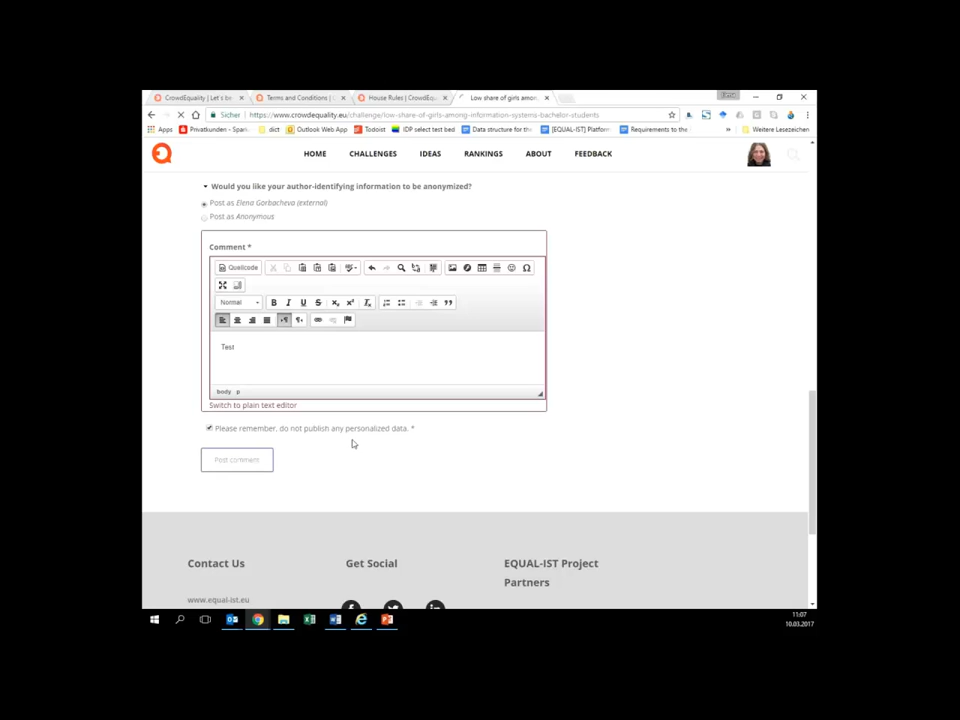 CrowdEquality | Let's be
Terms and Conditions |
House Rules | CrowdEq
Low share of girls amon
Sicher
https://www.crowdequality.eu/challenge/low-share-of-girls-among-information-systems-bachelor-students
Apps Privatkunden - Spark dict Outlook Web App Todoist IDP select test bed Data structure for the [EQUAL-IST] Platform Requirements to the » Weitere Lesezeichen
HOME CHALLENGES IDEAS RANKINGS ABOUT FEEDBACK
Would you like your author-identifying information to be anonymized?
Post as Elena Gorbacheva (external)
Post as Anonymous
Comment *
Quellcode
Normal B I U S x₂ x² Tx
Test
body p
Switch to plain text editor
Please remember, do not publish any personalized data. *
Post comment
Contact Us Get Social EQUAL-IST Project
Partners
www.equal-ist.eu
11:07
10.03.2017